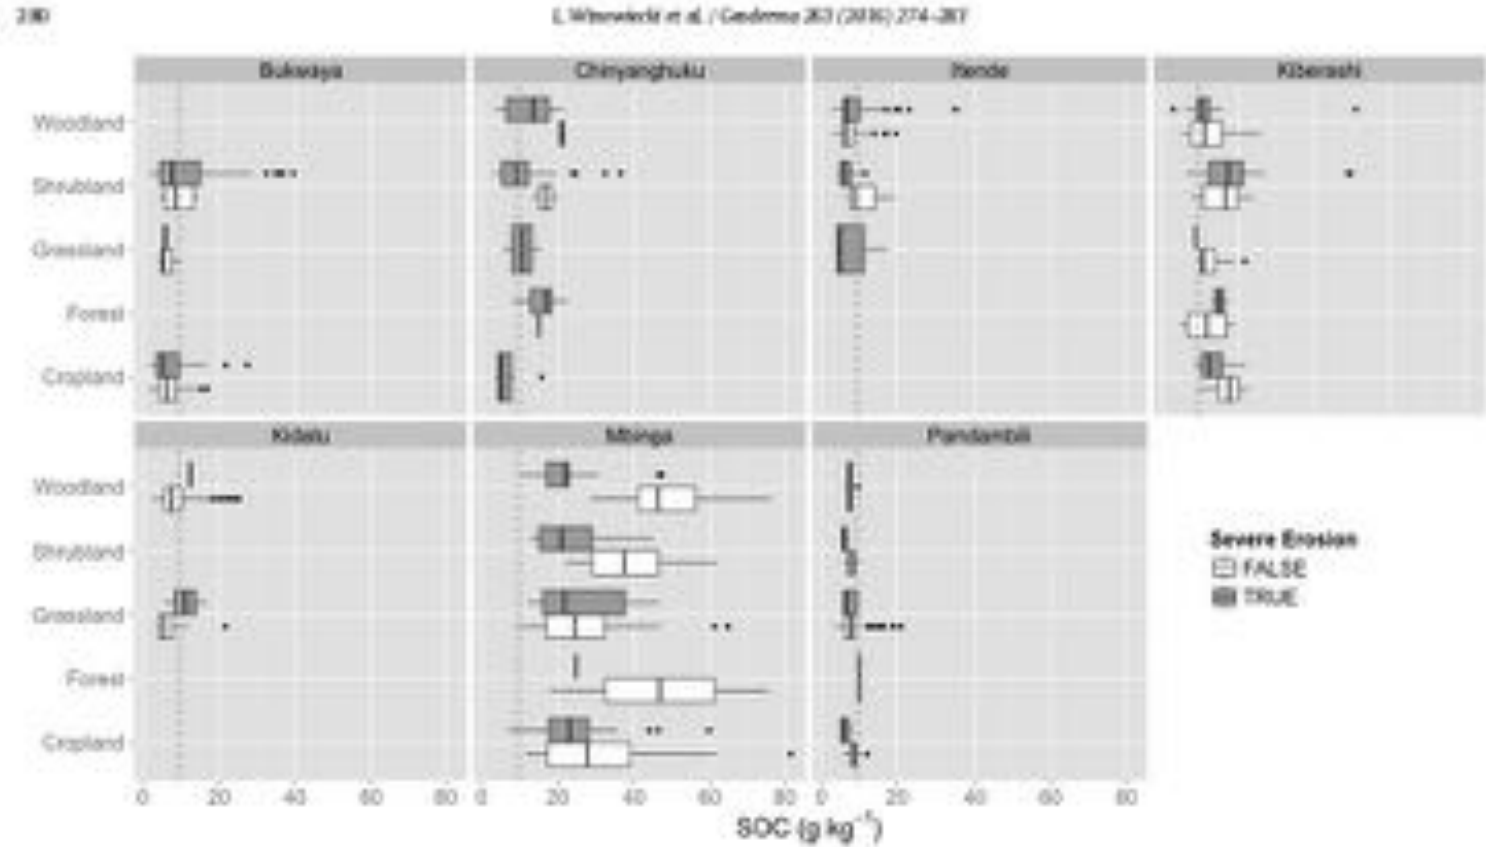 280
L. Winowiecki et al. / Geoderma 263 (2016) 274–283
Bukwaya Chinyanghuku Itende Kiberashi
Woodland
Shrubland
Grassland
Forest
Cropland
Kidatu Mbinga Pandambili
Woodland
Shrubland
Grassland
Forest
Cropland
Severe Erosion
FALSE
TRUE
0 20 40 60 80 0 20 40 60 80 0 20 40 60 80
SOC (g kg⁻¹)